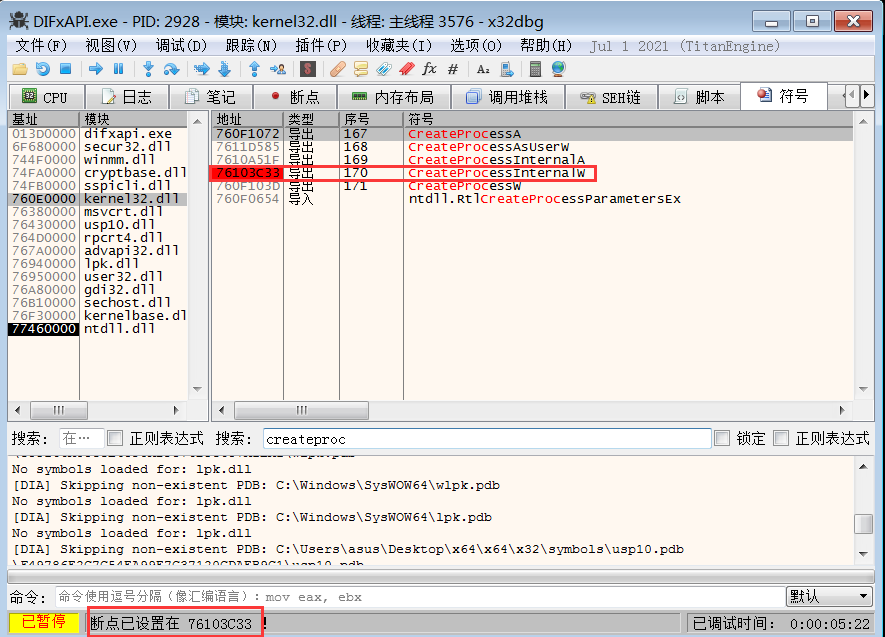 DIFxAPI.exe - PID: 2928 - 模块: kernel32.dll - 线程: 主线程 3576 - x32dbg
文件(F) 视图(V) 调试(D) 跟踪(N) 插件(P) 收藏夹(I) 选项(O) 帮助(H) Jul 1 2021 (TitanEngine)
CPU 日志 笔记 断点 内存布局 调用堆栈 SEH链 脚本 符号
基址 模块
013D0000 difxapi.exe
6F680000 secur32.dll
744F0000 winmm.dll
74FA0000 cryptbase.dll
74FB0000 sspicli.dll
760E0000 kernel32.dll
76380000 msvcrt.dll
76430000 usp10.dll
764D0000 rpcrt4.dll
767A0000 advapi32.dll
76940000 lpk.dll
76950000 user32.dll
76A80000 gdi32.dll
76B10000 sechost.dll
76F30000 kernelbase.dl
77460000 ntdll.dll
地址 类型 序号 符号
760F1072 导出 167 CreateProcessA
7611D585 导出 168 CreateProcessAsUserW
7610A51F 导出 169 CreateProcessInternalA
76103C33 导出 170 CreateProcessInternalW
760F103D 导出 171 CreateProcessW
760F0654 导入 ntdll.RtlCreateProcessParametersEx
搜索: 在… 正则表达式 搜索: createproc 锁定 正则表达式
No symbols loaded for: lpk.dll
[DIA] Skipping non-existent PDB: C:\Windows\SysWOW64\wlpk.pdb
No symbols loaded for: lpk.dll
[DIA] Skipping non-existent PDB: C:\Windows\SysWOW64\lpk.pdb
No symbols loaded for: lpk.dll
[DIA] Skipping non-existent PDB: C:\Users\asus\Desktop\x64\x64\x32\symbols\usp10.pdb
命令: 命令使用逗号分隔（像汇编语言）: mov eax, ebx 默认
已暂停 断点已设置在 76103C33 ! 已调试时间: 0:00:05:22